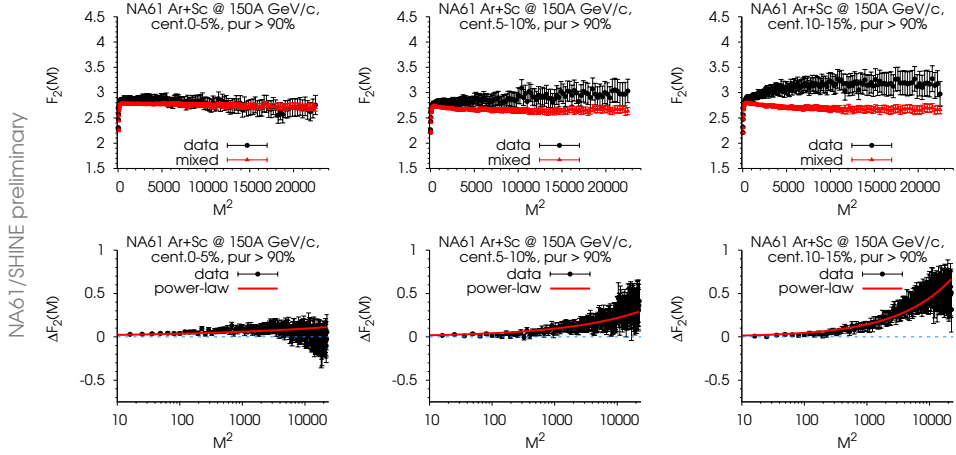 NA61/SHINE preliminary
NA61 Ar+Sc @ 150A GeV/c,
cent.0-5%, pur > 90%
F₂(M)
4.5
4
3.5
3
2.5
2
1.5
data
mixed
0 5000 10000 15000 20000
M²
NA61 Ar+Sc @ 150A GeV/c,
cent.5-10%, pur > 90%
F₂(M)
4.5
4
3.5
3
2.5
2
1.5
data
mixed
0 5000 10000 15000 20000
M²
NA61 Ar+Sc @ 150A GeV/c,
cent.10-15%, pur > 90%
F₂(M)
4.5
4
3.5
3
2.5
2
1.5
data
mixed
0 5000 10000 15000 20000
M²
NA61 Ar+Sc @ 150A GeV/c,
cent.0-5%, pur > 90%
ΔF₂(M)
1
0.5
0
-0.5
data
power-law
10 100 1000 10000
M²
NA61 Ar+Sc @ 150A GeV/c,
cent.5-10%, pur > 90%
ΔF₂(M)
1
0.5
0
-0.5
data
power-law
10 100 1000 10000
M²
NA61 Ar+Sc @ 150A GeV/c,
cent.10-15%, pur > 90%
ΔF₂(M)
1
0.5
0
-0.5
data
power-law
10 100 1000 10000
M²